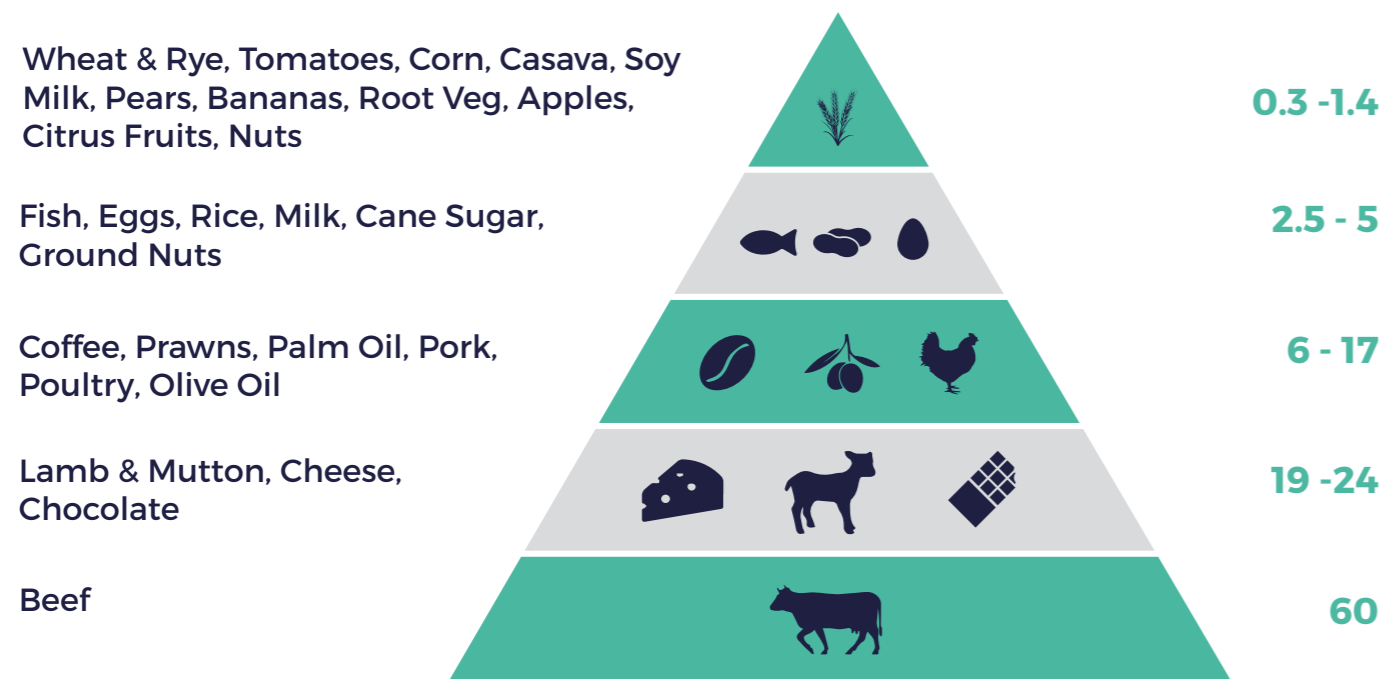 Wheat & Rye, Tomatoes, Corn, Casava, Soy
Milk, Pears, Bananas, Root Veg, Apples,
Citrus Fruits, Nuts
0.3 -1.4
Fish, Eggs, Rice, Milk, Cane Sugar,
Ground Nuts
2.5 - 5
Coffee, Prawns, Palm Oil, Pork,
Poultry, Olive Oil
6 - 17
Lamb & Mutton, Cheese,
Chocolate
19 -24
Beef
60